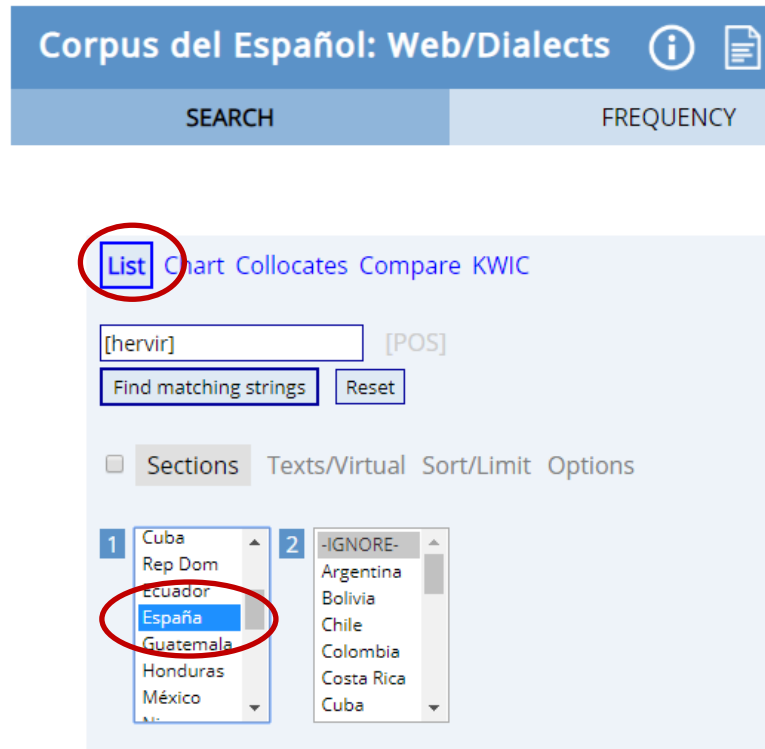 Corpus del Español: Web/Dialects
SEARCH FREQUENCY
List Chart Collocates Compare KWIC
[hervir] [POS]
Find matching strings Reset
Sections Texts/Virtual Sort/Limit Options
1
Cuba
Rep Dom
Ecuador
España
Guatemala
Honduras
México
2
-IGNORE-
Argentina
Bolivia
Chile
Colombia
Costa Rica
Cuba